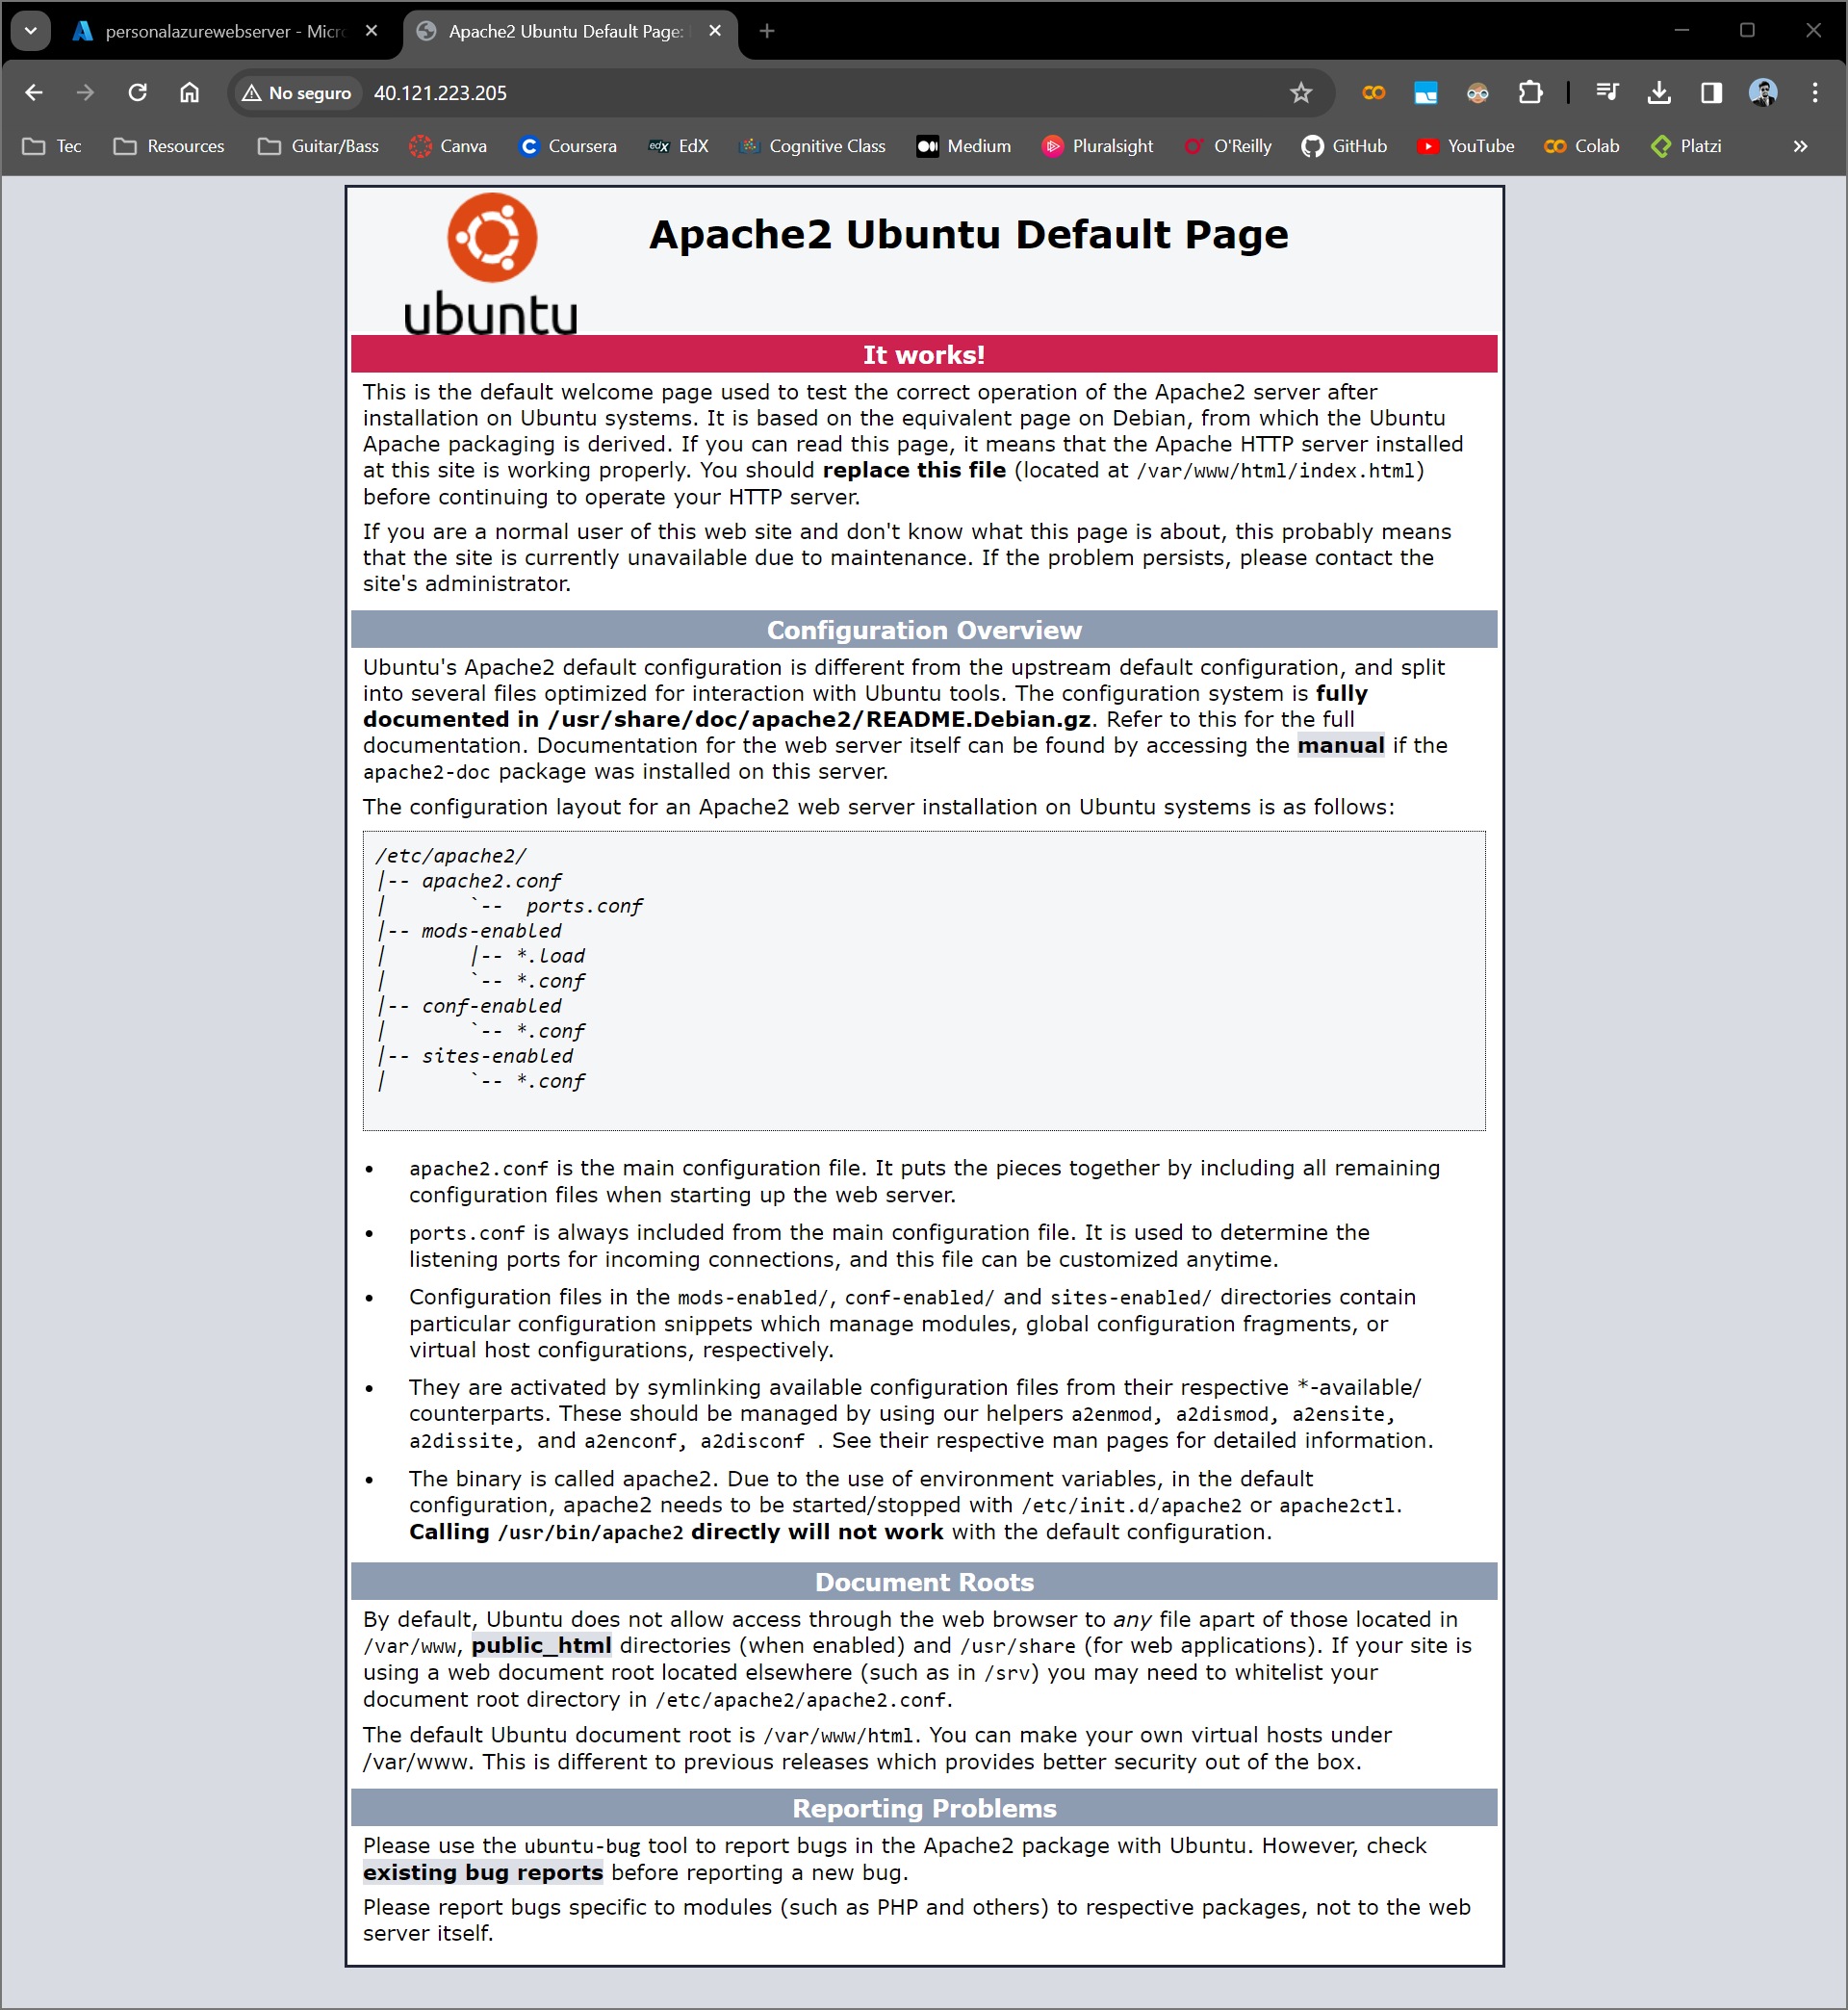 personalazurewebserver - Micro
Apache2 Ubuntu Default Page:
No seguro
40.121.223.205
Tec
Resources
Guitar/Bass
Canva
Coursera
edX
EdX
Cognitive Class
Medium
Pluralsight
O'Reilly
GitHub
YouTube
Colab
Platzi
ubuntu
Apache2 Ubuntu Default Page
It works!
This is the default welcome page used to test the correct operation of the Apache2 server after
installation on Ubuntu systems. It is based on the equivalent page on Debian, from which the Ubuntu
Apache packaging is derived. If you can read this page, it means that the Apache HTTP server installed
at this site is working properly. You should replace this file (located at /var/www/html/index.html)
before continuing to operate your HTTP server.
If you are a normal user of this web site and don't know what this page is about, this probably means
that the site is currently unavailable due to maintenance. If the problem persists, please contact the
site's administrator.
Configuration Overview
Ubuntu's Apache2 default configuration is different from the upstream default configuration, and split
into several files optimized for interaction with Ubuntu tools. The configuration system is fully
documented in /usr/share/doc/apache2/README.Debian.gz. Refer to this for the full
documentation. Documentation for the web server itself can be found by accessing the manual if the
apache2-doc package was installed on this server.
The configuration layout for an Apache2 web server installation on Ubuntu systems is as follows:
/etc/apache2/
|-- apache2.conf
|       `--  ports.conf
|-- mods-enabled
|       |-- *.load
|       `-- *.conf
|-- conf-enabled
|       `-- *.conf
|-- sites-enabled
|       `-- *.conf
• apache2.conf is the main configuration file. It puts the pieces together by including all remaining
configuration files when starting up the web server.
• ports.conf is always included from the main configuration file. It is used to determine the
listening ports for incoming connections, and this file can be customized anytime.
• Configuration files in the mods-enabled/, conf-enabled/ and sites-enabled/ directories contain
particular configuration snippets which manage modules, global configuration fragments, or
virtual host configurations, respectively.
• They are activated by symlinking available configuration files from their respective *-available/
counterparts. These should be managed by using our helpers a2enmod, a2dismod, a2ensite,
a2dissite, and a2enconf, a2disconf . See their respective man pages for detailed information.
• The binary is called apache2. Due to the use of environment variables, in the default
configuration, apache2 needs to be started/stopped with /etc/init.d/apache2 or apache2ctl.
Calling /usr/bin/apache2 directly will not work with the default configuration.
Document Roots
By default, Ubuntu does not allow access through the web browser to any file apart of those located in
/var/www, public_html directories (when enabled) and /usr/share (for web applications). If your site is
using a web document root located elsewhere (such as in /srv) you may need to whitelist your
document root directory in /etc/apache2/apache2.conf.
The default Ubuntu document root is /var/www/html. You can make your own virtual hosts under
/var/www. This is different to previous releases which provides better security out of the box.
Reporting Problems
Please use the ubuntu-bug tool to report bugs in the Apache2 package with Ubuntu. However, check
existing bug reports before reporting a new bug.
Please report bugs specific to modules (such as PHP and others) to respective packages, not to the web
server itself.